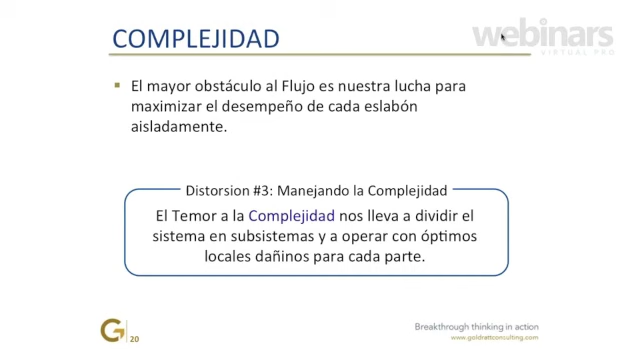 COMPLEJIDAD
webinars
VIRTUAL-PRO
El mayor obstáculo al Flujo es nuestra lucha para
maximizar el desempeño de cada eslabón
aisladamente.
Distorsion #3: Manejando la Complejidad
El Temor a la Complejidad nos lleva a dividir el
sistema en subsistemas y a operar con óptimos
locales dañinos para cada parte.
G
20
Breakthrough thinking in action
www.goldrattconsulting.com